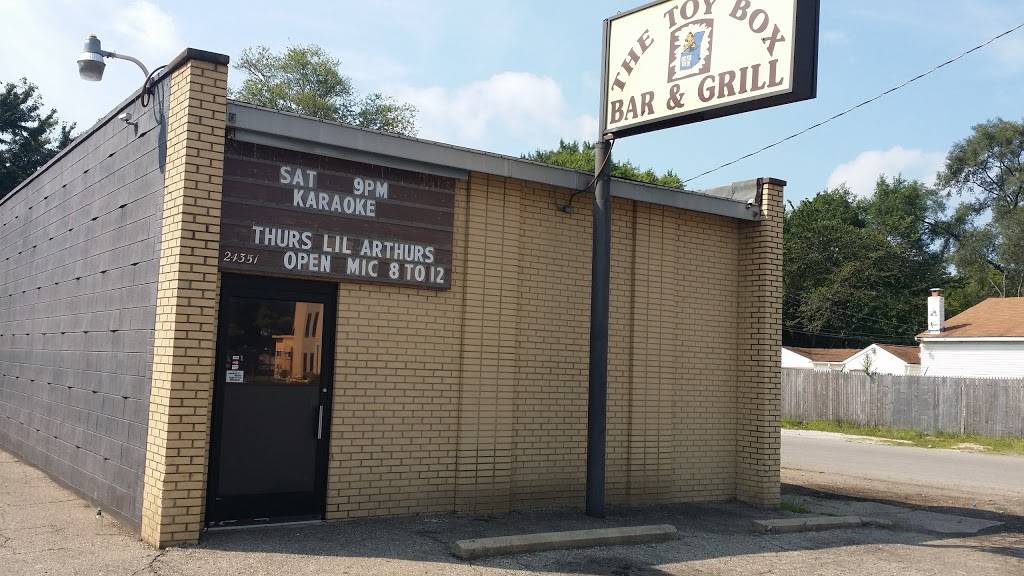 THE TOY BOX
BAR & GRILL
SAT 9PM
KARAOKE
THURS LIL ARTHURS
OPEN MIC 8 TO 12
24351